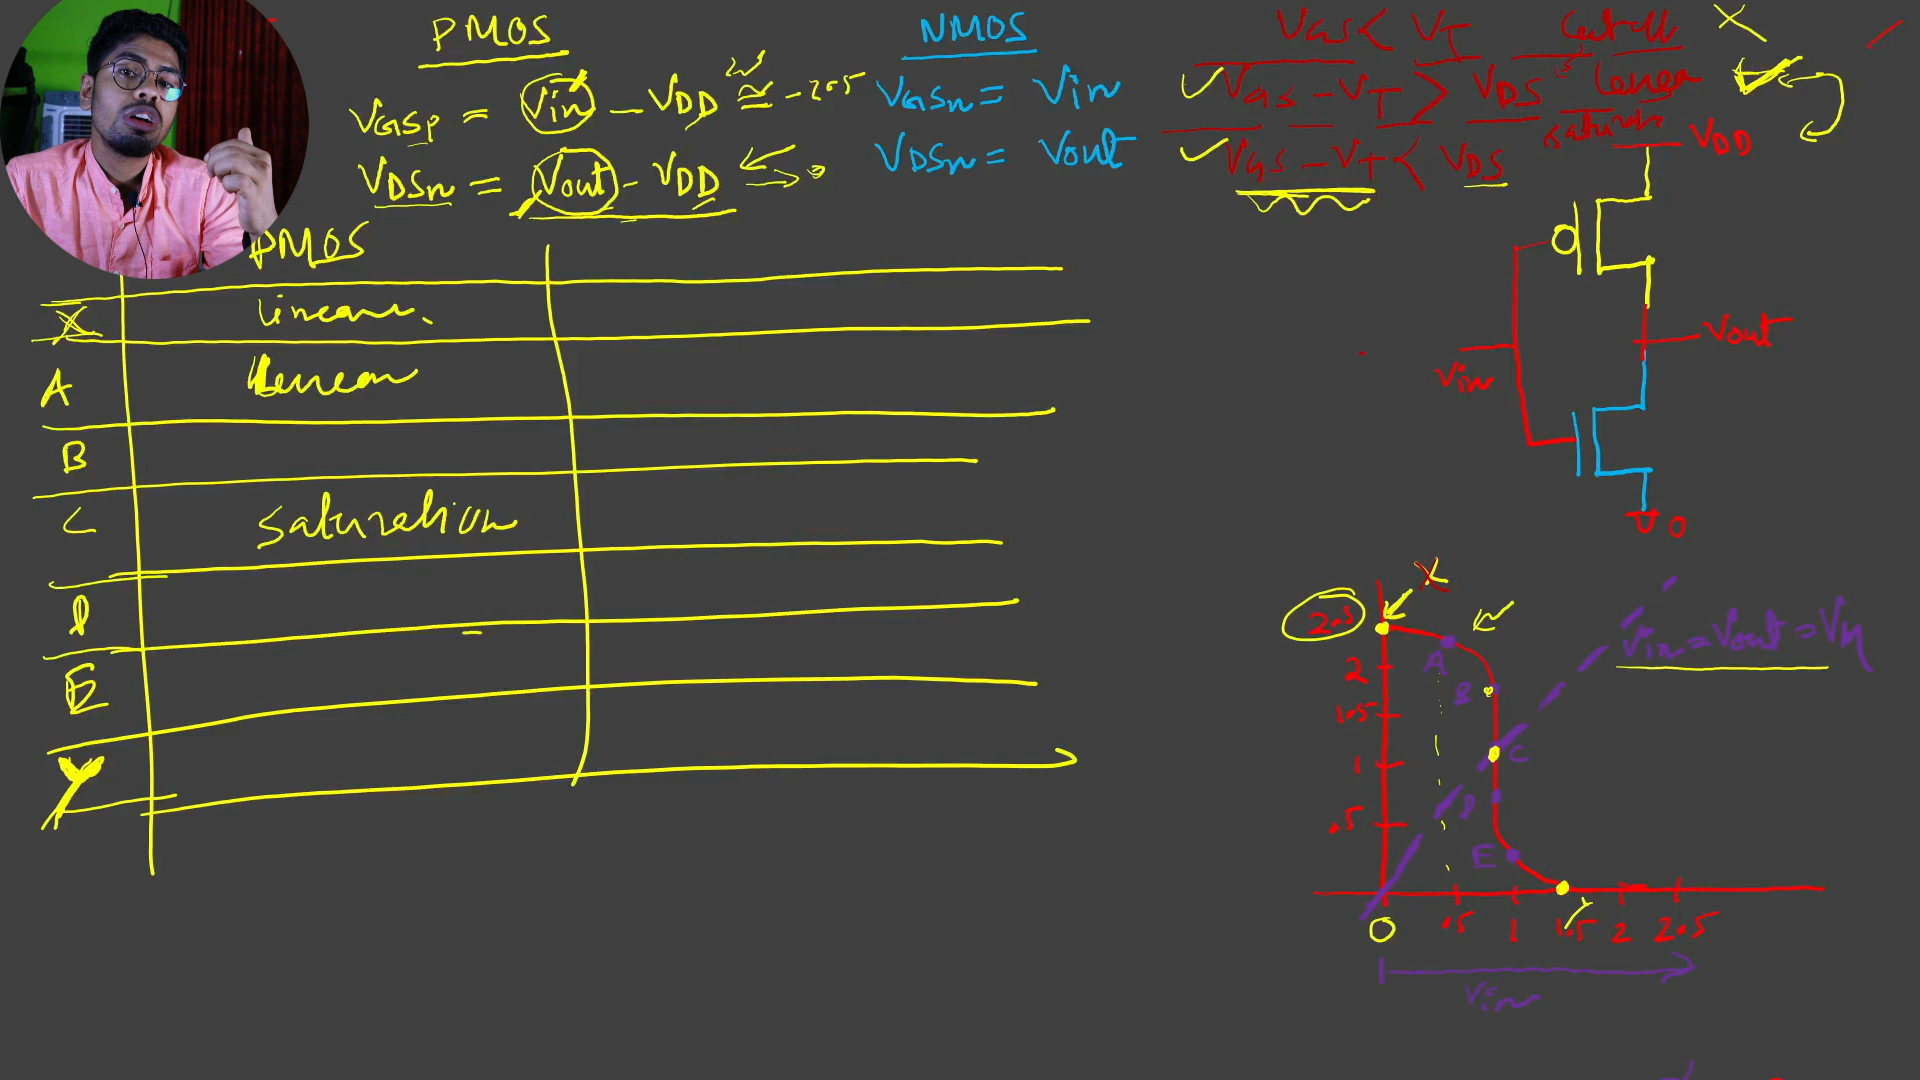 PMOS
VGSp = Vin - VDD ≅ -2.5
VDSn = Vout - VDD → 0
NMOS
VGSn = Vin
VDSn = Vout
VGS < VT cutoff
VGS - VT > VDS linear
VGS - VT < VDS saturn
PMOS
X linear
A linear
B
C saturation
D
E
Y
VDD
Vout
Vin
0
X
2.5
2
1.5
1
.5
A
B
C
D
E
Vin = Vout = VM
Y
0 .5 1 1.5 2 2.5
Vin